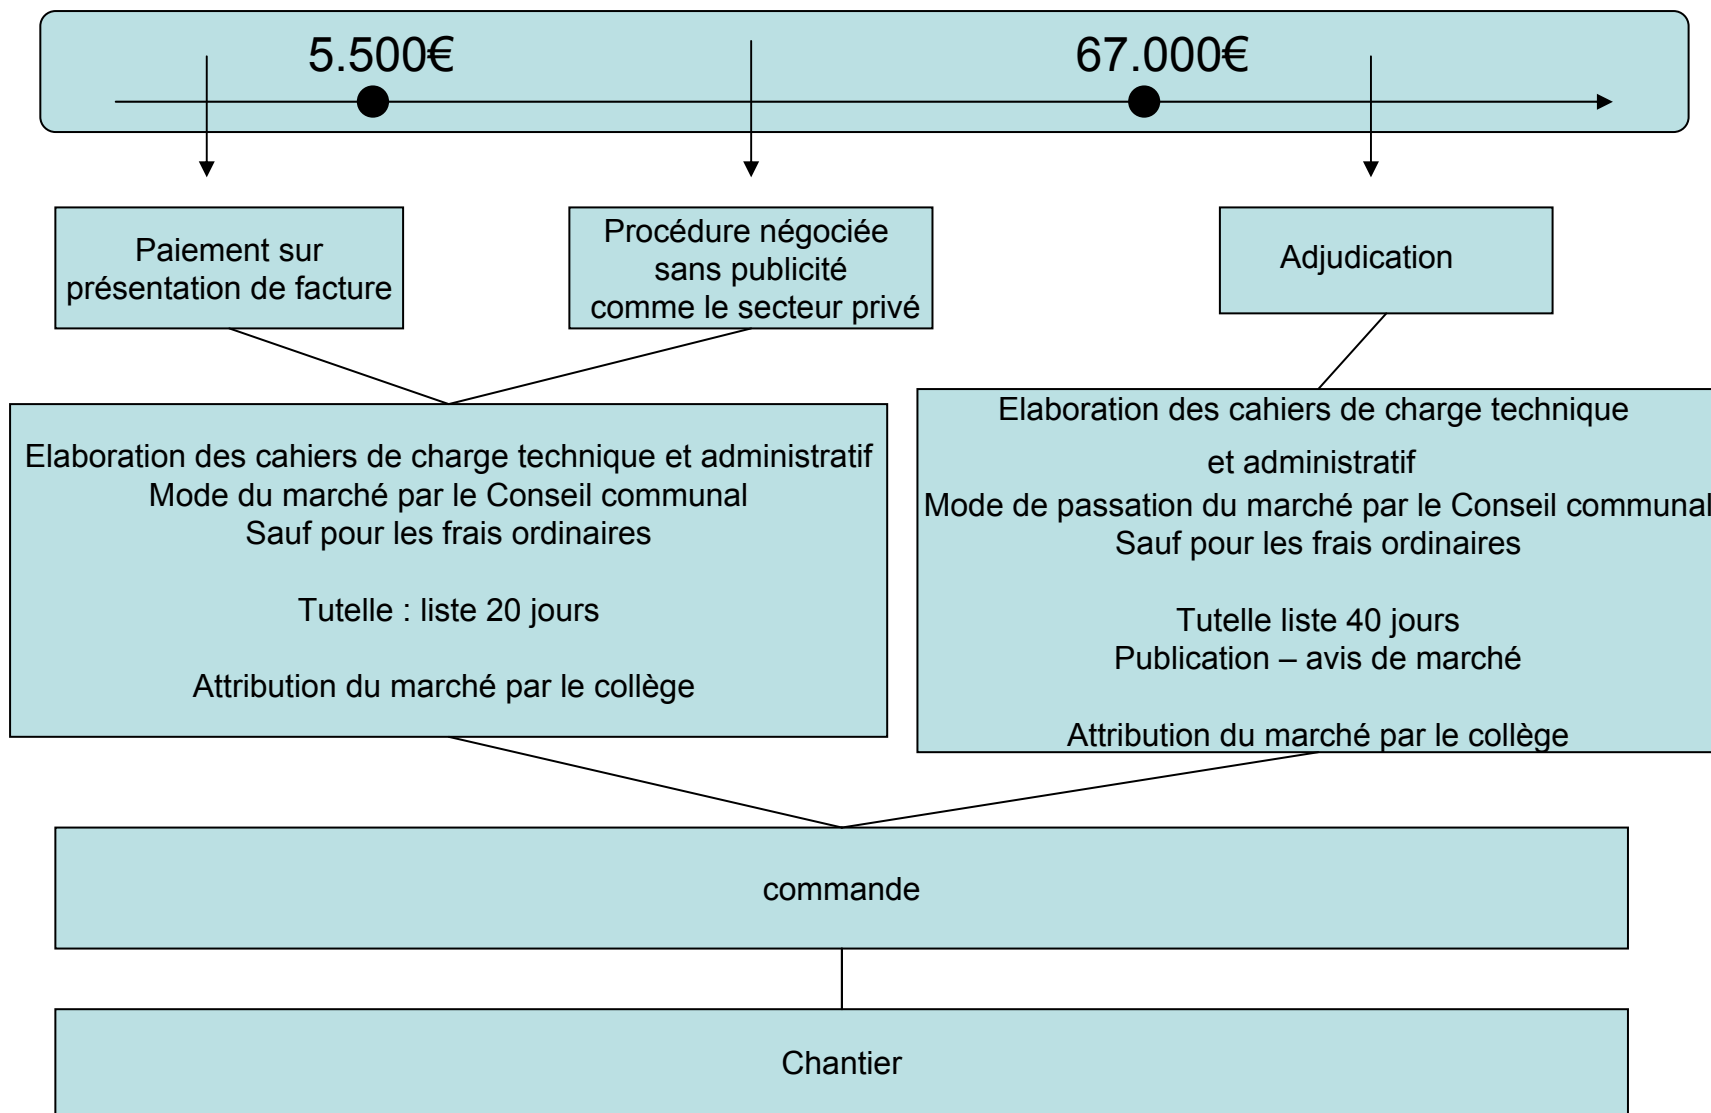 5.500€
67.000€
Paiement sur
présentation de facture
Procédure négociée
sans publicité
comme le secteur privé
Adjudication
Elaboration des cahiers de charge technique et administratif
Mode du marché par le Conseil communal
Sauf pour les frais ordinaires
Tutelle : liste 20 jours
Attribution du marché par le collège
Elaboration des cahiers de charge technique
et administratif
Mode de passation du marché par le Conseil communal
Sauf pour les frais ordinaires
Tutelle liste 40 jours
Publication – avis de marché
Attribution du marché par le collège
commande
Chantier